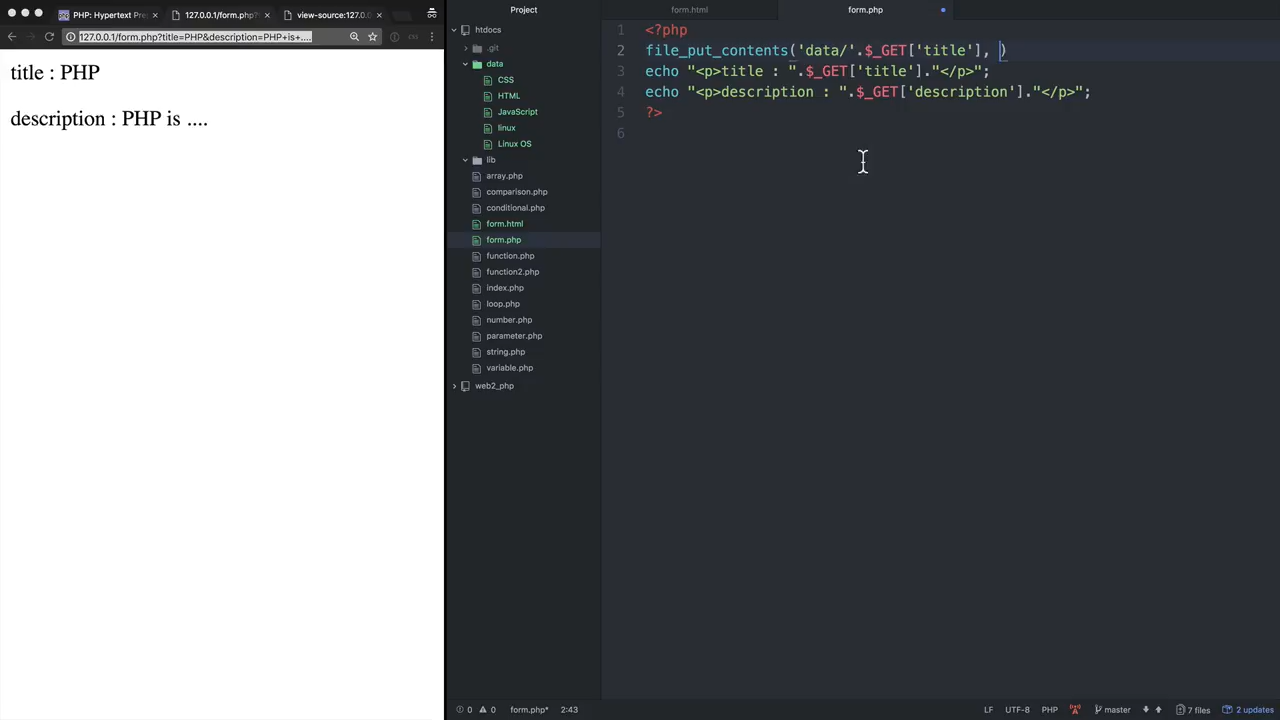 PHP: Hypertext Pre
127.0.0.1/form.php?
view-source:127.0.0
127.0.0.1/form.php?title=PHP&description=PHP+is+....
title : PHP
description : PHP is ....
Project
htdocs
.git
data
CSS
HTML
JavaScript
linux
Linux OS
lib
array.php
comparison.php
conditional.php
form.html
form.php
function.php
function2.php
index.php
loop.php
number.php
parameter.php
string.php
variable.php
web2_php
form.html
form.php
1 <?php
2 file_put_contents('data/'.$_GET['title'], )
3 echo "<p>title : ".$_GET['title']."</p>";
4 echo "<p>description : ".$_GET['description']."</p>";
5 ?>
6
0 0 form.php* 2:43
LF UTF-8 PHP master 7 files 2 updates